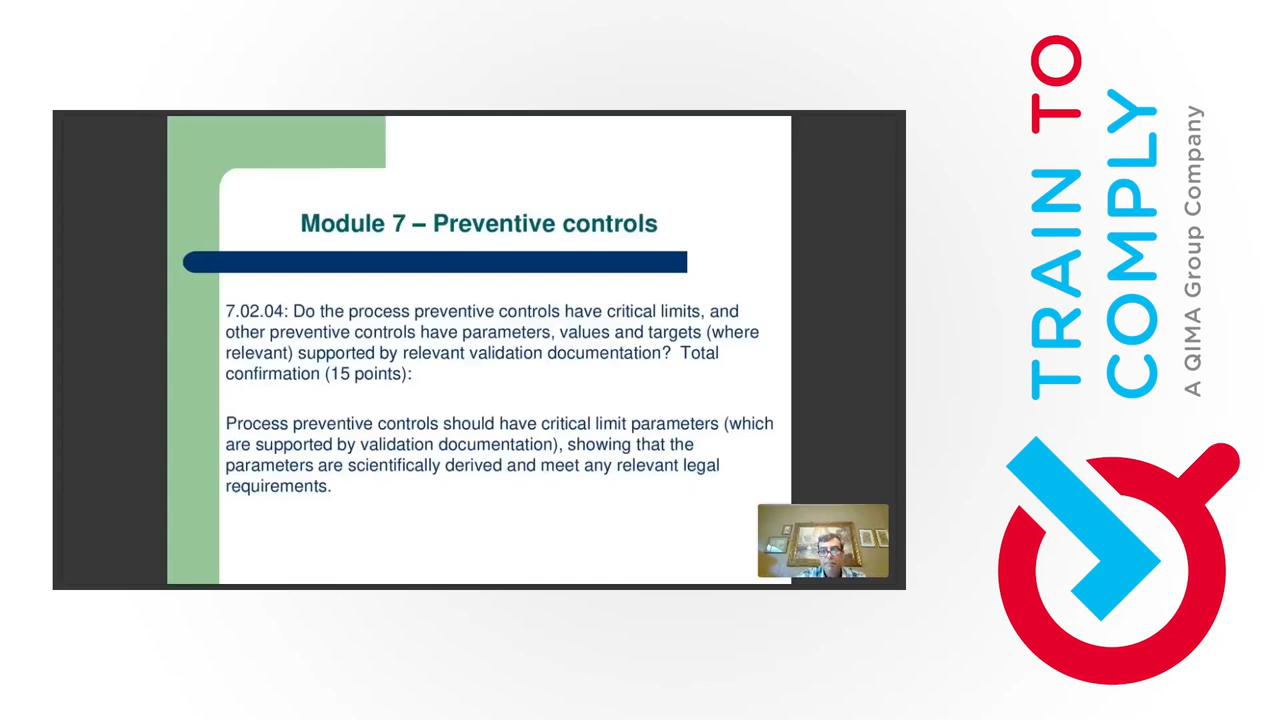 Module 7 – Preventive controls
7.02.04: Do the process preventive controls have critical limits, and
other preventive controls have parameters, values and targets (where
relevant) supported by relevant validation documentation?  Total
confirmation (15 points):
Process preventive controls should have critical limit parameters (which
are supported by validation documentation), showing that the
parameters are scientifically derived and meet any relevant legal
requirements.
TRAIN TO
COMPLY
A QIMA Group Company